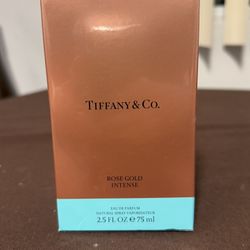 TIFFANY & CO.
ROSE GOLD
INTENSE
EAU DE PARFUM
NATURAL SPRAY VAPORISATEUR
2.5 FL OZ ℮ 75 ml